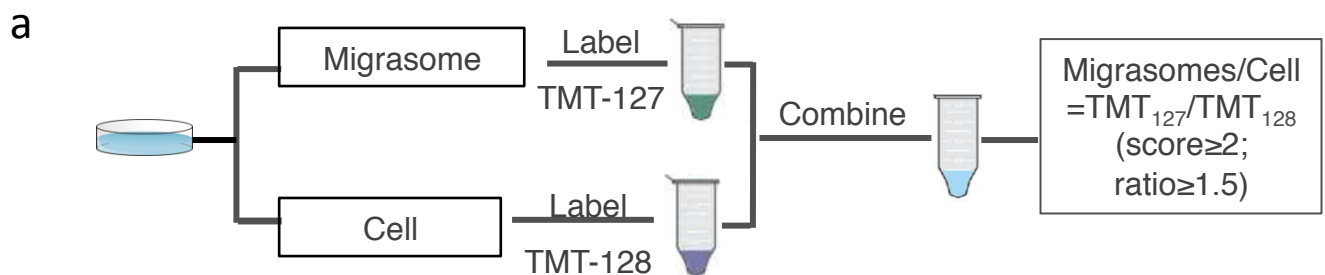 a
Migrasome
Label
TMT-127
Combine
Cell
Label
TMT-128
Migrasomes/Cell
=TMT127/TMT128
(score≥2;
ratio≥1.5)